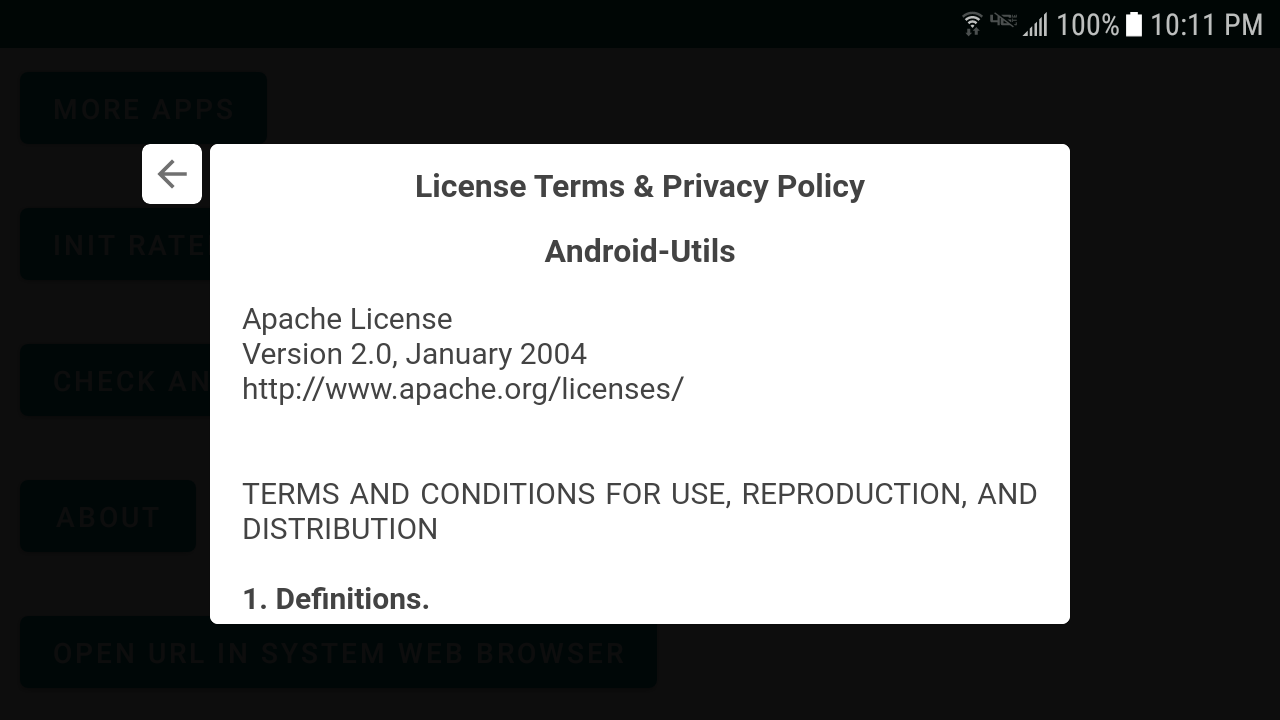 100% 10:11 PM
MORE APPS
License Terms & Privacy Policy
INIT RATE
Android-Utils
Apache License
Version 2.0, January 2004
CHECK AN
http://www.apache.org/licenses/
TERMS AND CONDITIONS FOR USE, REPRODUCTION, AND
DISTRIBUTION
ABOUT
1. Definitions.
OPEN URL IN SYSTEM WEB BROWSER